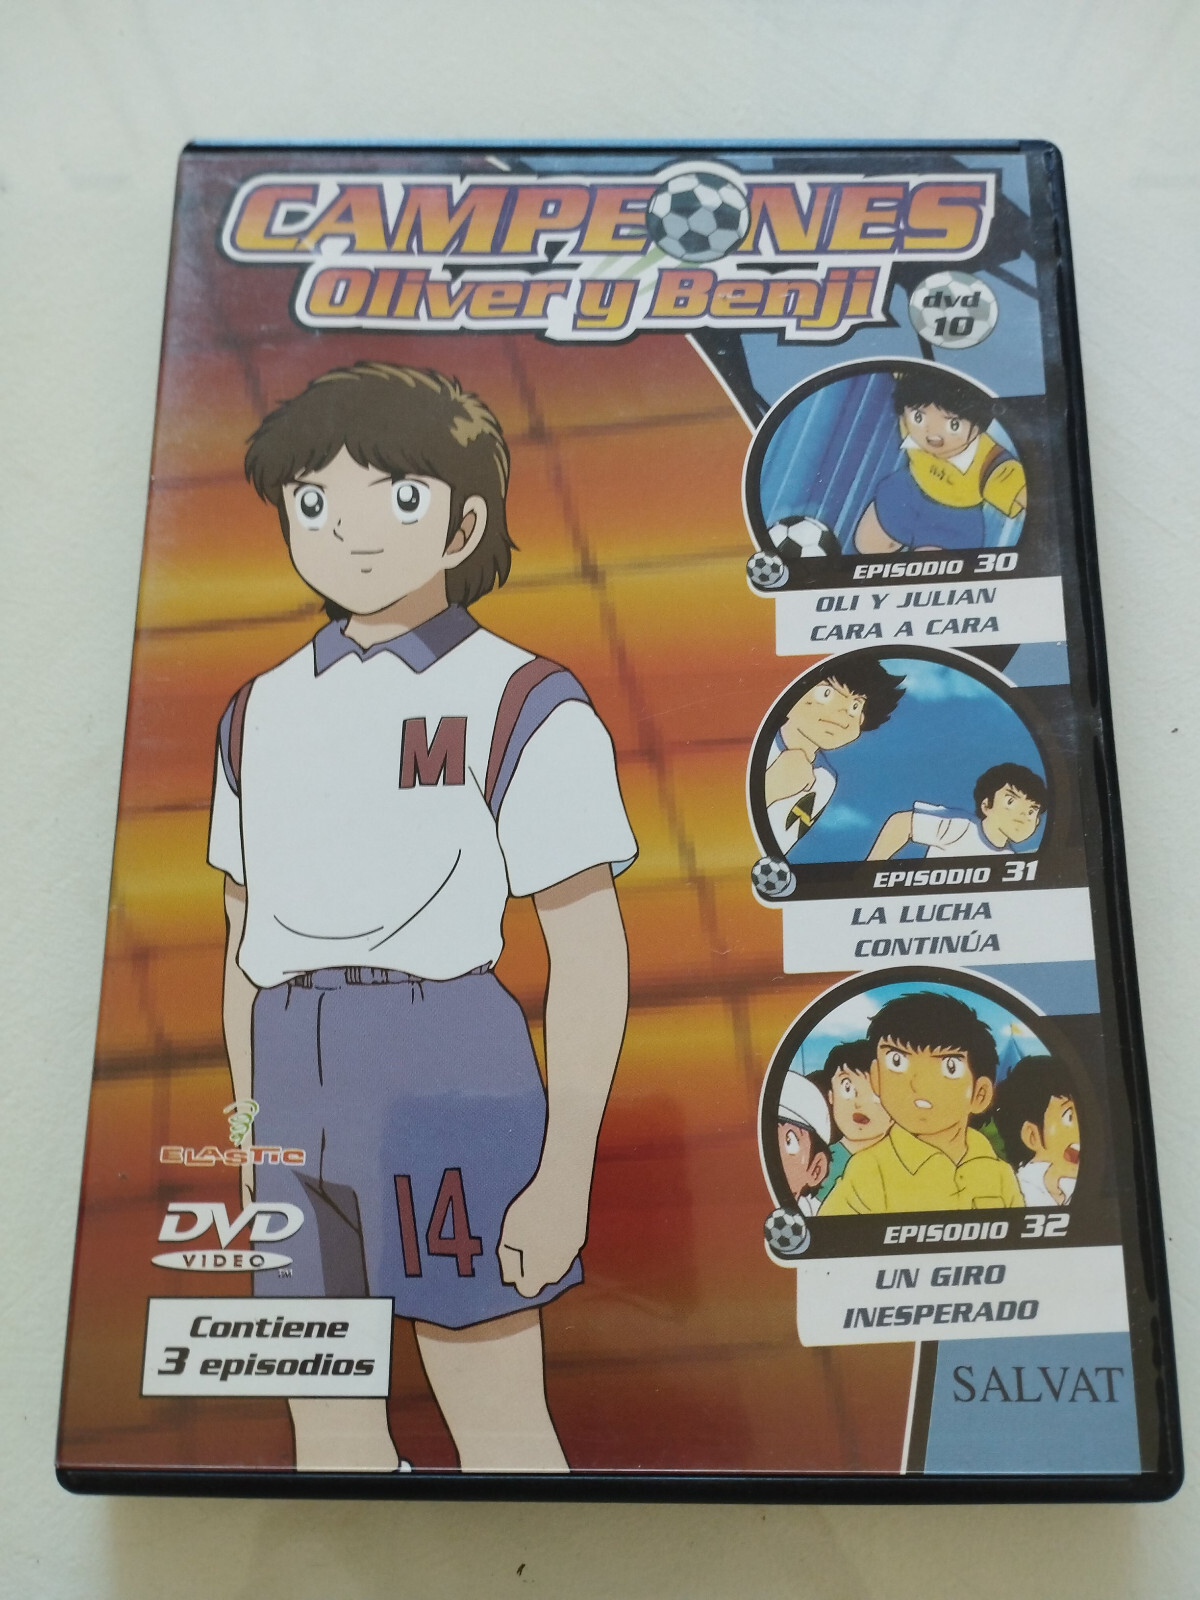 CAMPEONES
Oliver y Benji
dvd
10
EPISODIO 30
OLI Y JULIAN
CARA A CARA
M
EPISODIO 31
LA LUCHA
CONTINÚA
EPISODIO 32
UN GIRO
INESPERADO
ELASTIC
DVD
VIDEO
TM
14
Contiene
3 episodios
SALVAT